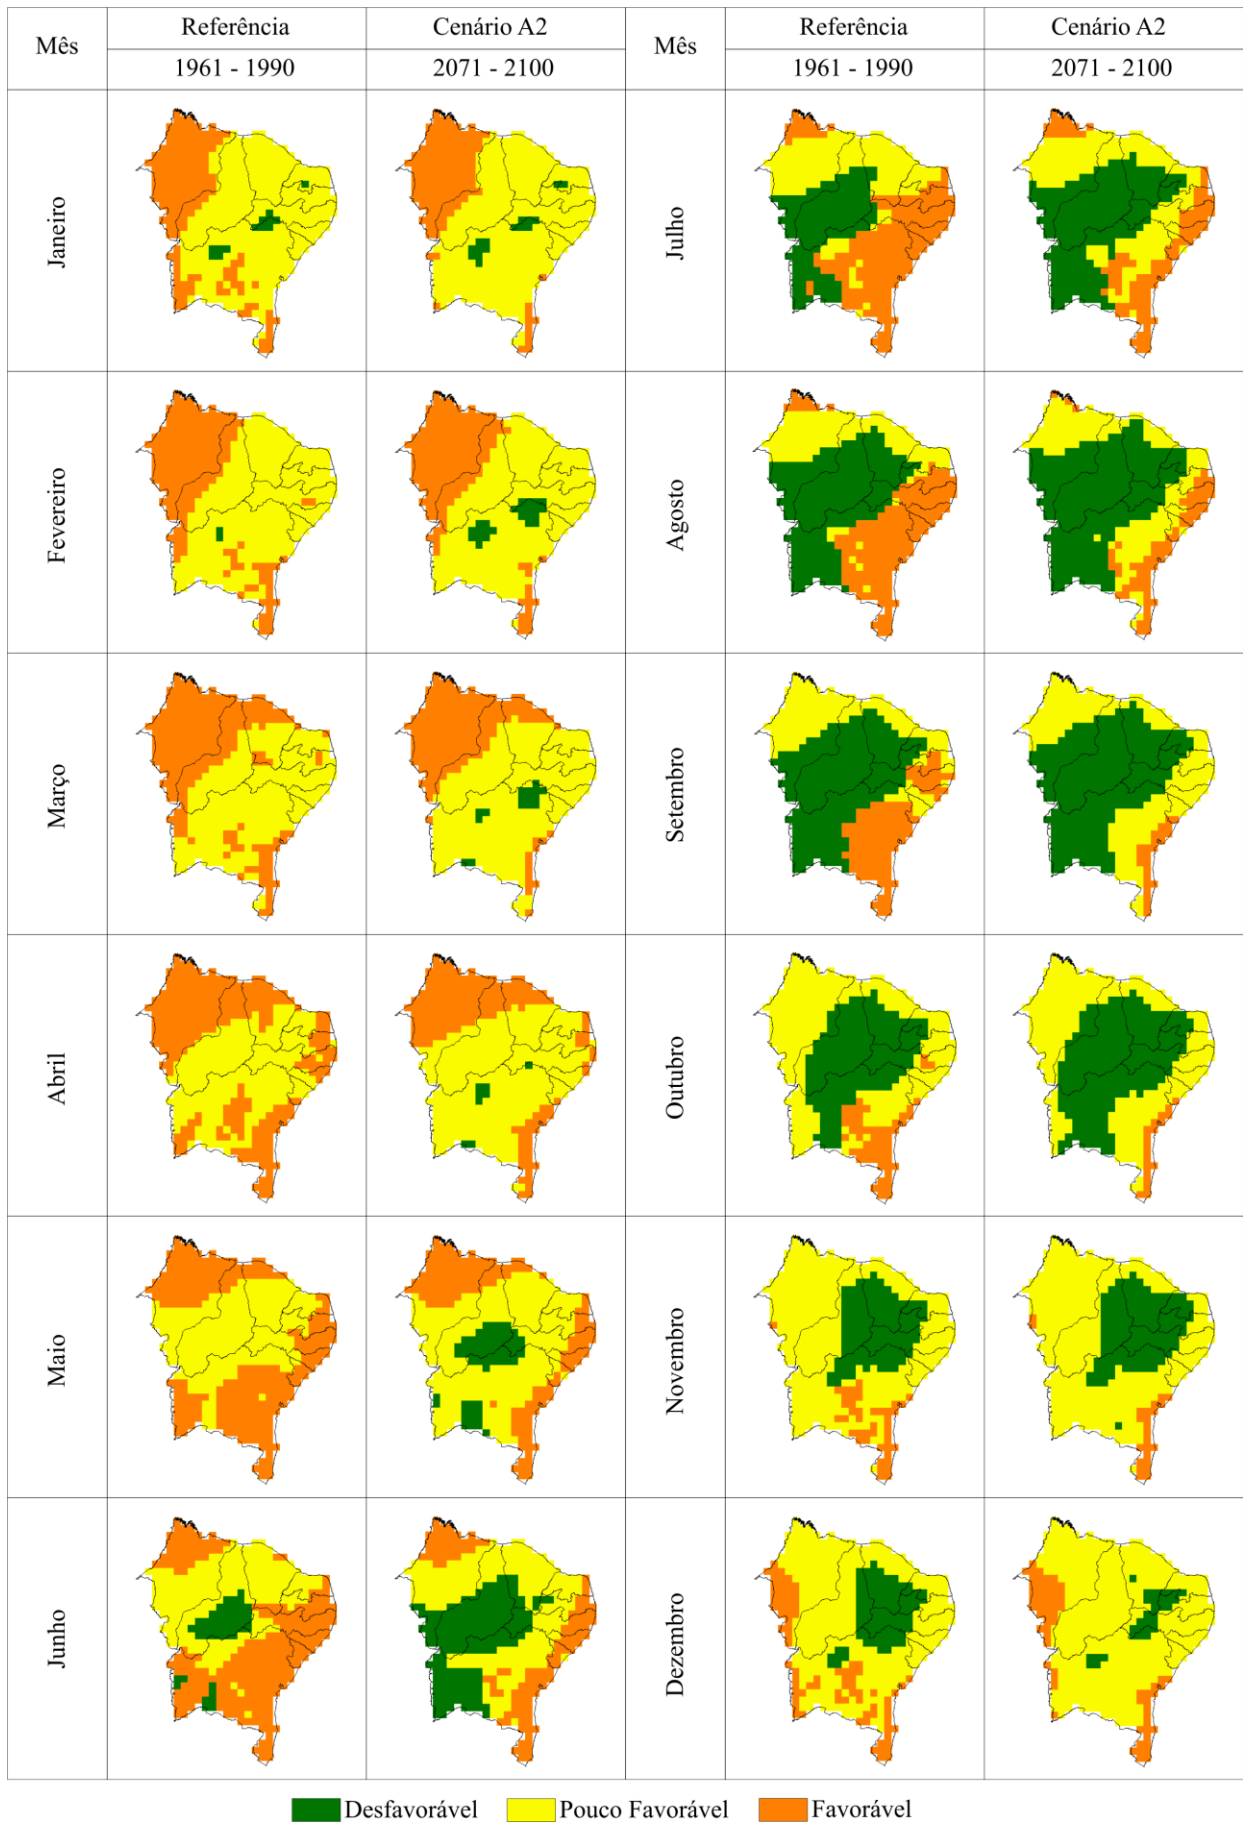 Mês Referência Cenário A2 Mês Referência Cenário A2
1961 - 1990 2071 - 2100 1961 - 1990 2071 - 2100
Janeiro Julho
Fevereiro Agosto
Março Setembro
Abril Outubro
Maio Novembro
Junho Dezembro
Desfavorável Pouco Favorável Favorável